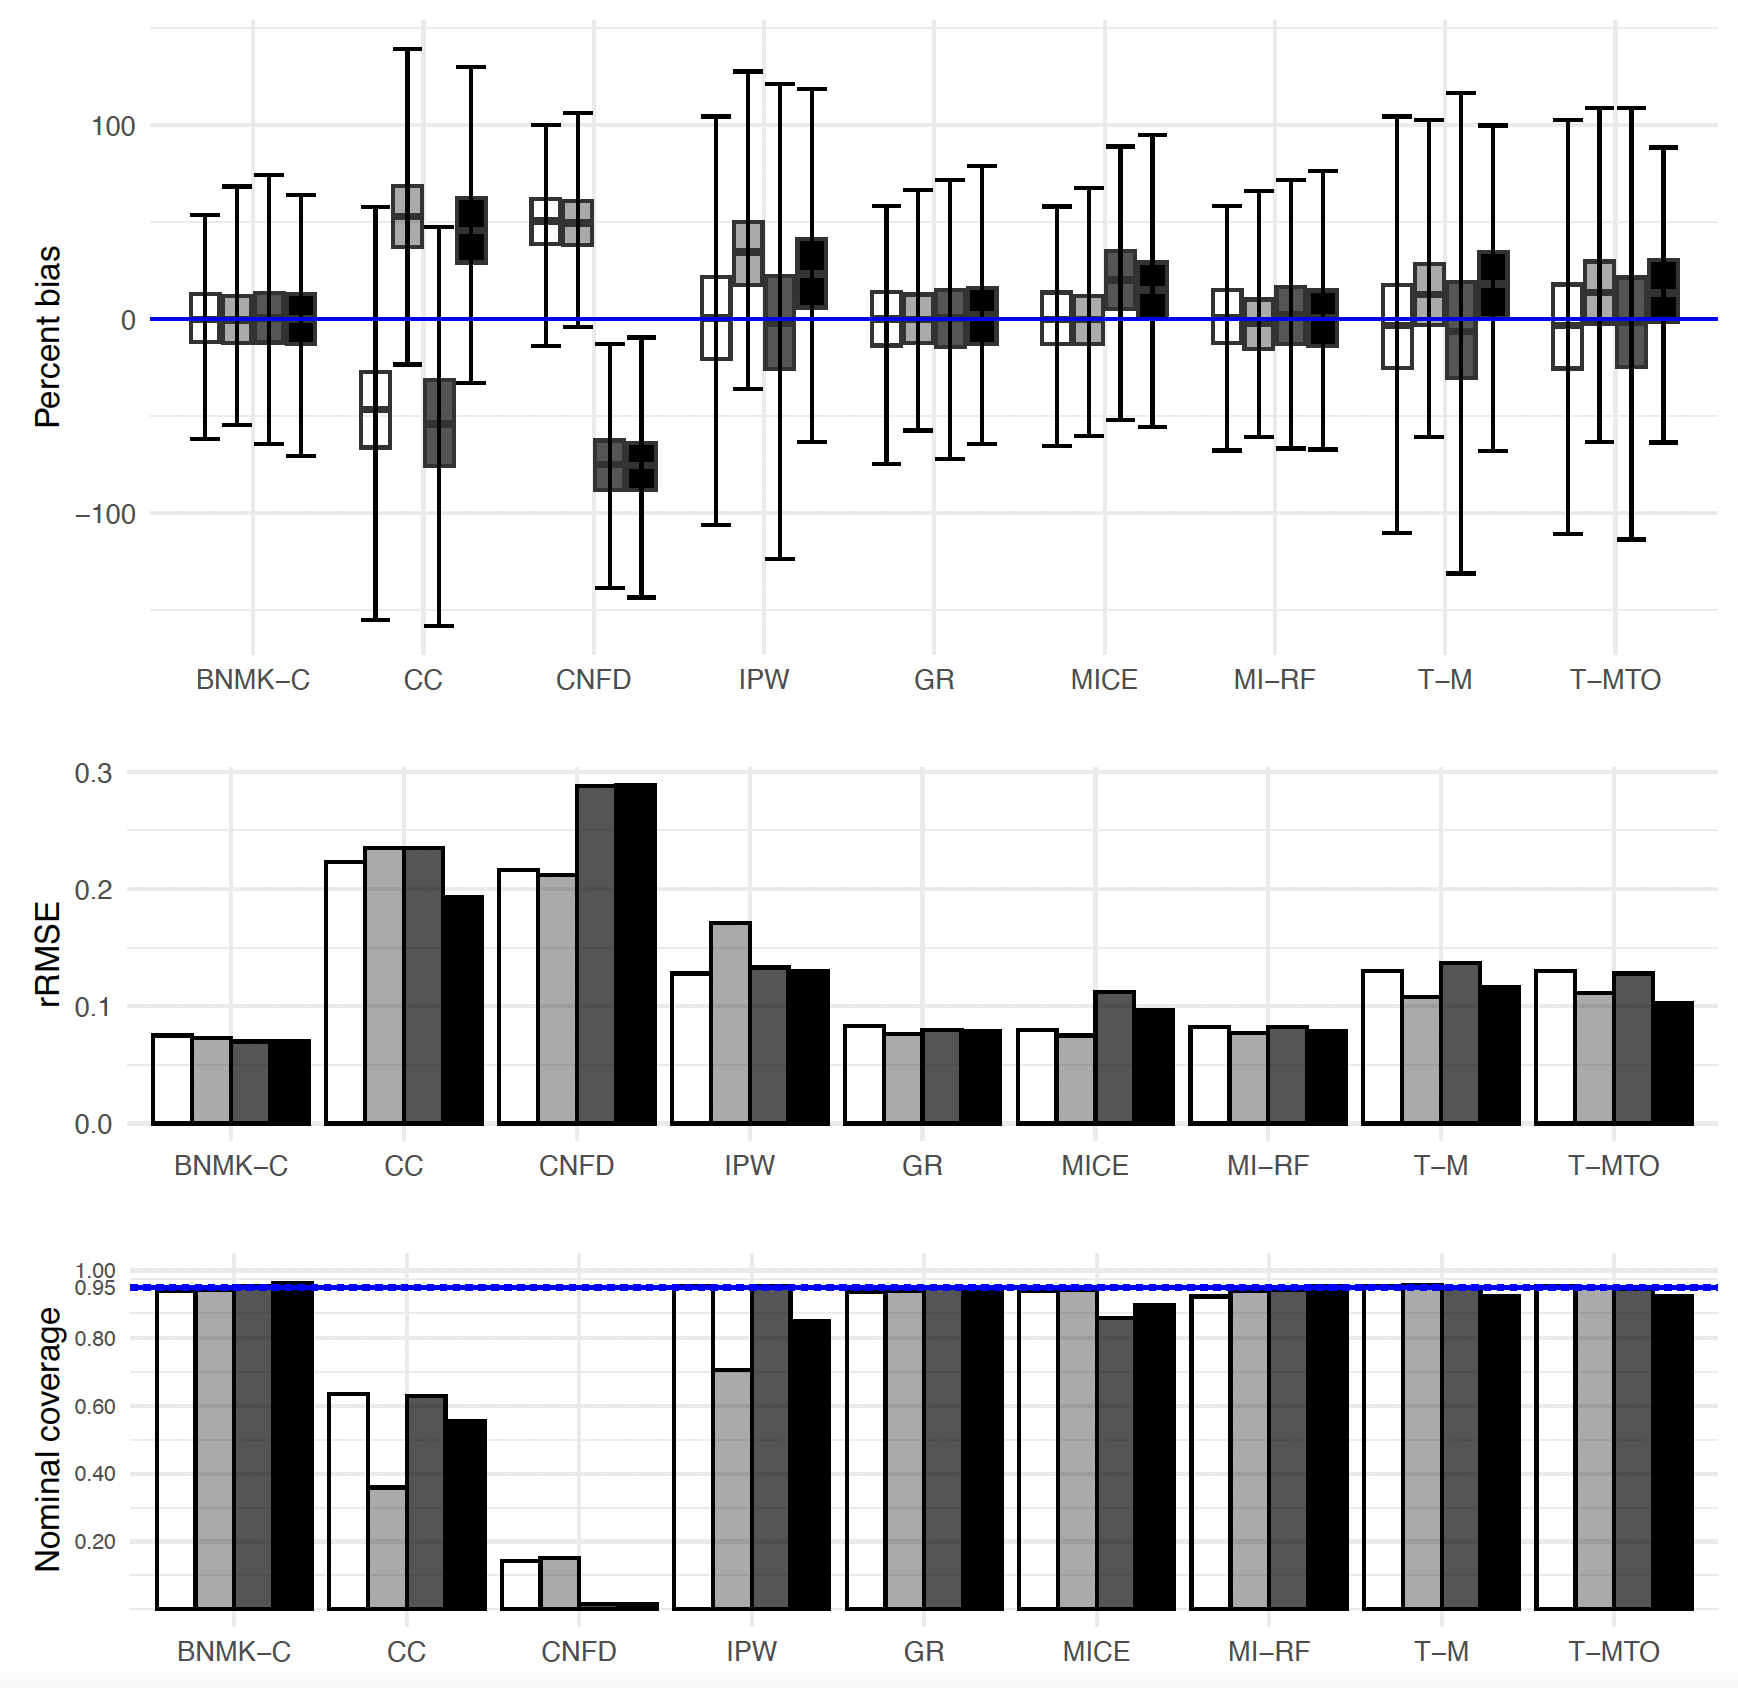 Percent bias
100
0
−100
BNMK−C CC CNFD IPW GR MICE MI−RF T−M T−MTO
rRMSE
0.3
0.2
0.1
0.0
BNMK−C CC CNFD IPW GR MICE MI−RF T−M T−MTO
Nominal coverage
1.00
0.95
0.80
0.60
0.40
0.20
BNMK−C CC CNFD IPW GR MICE MI−RF T−M T−MTO